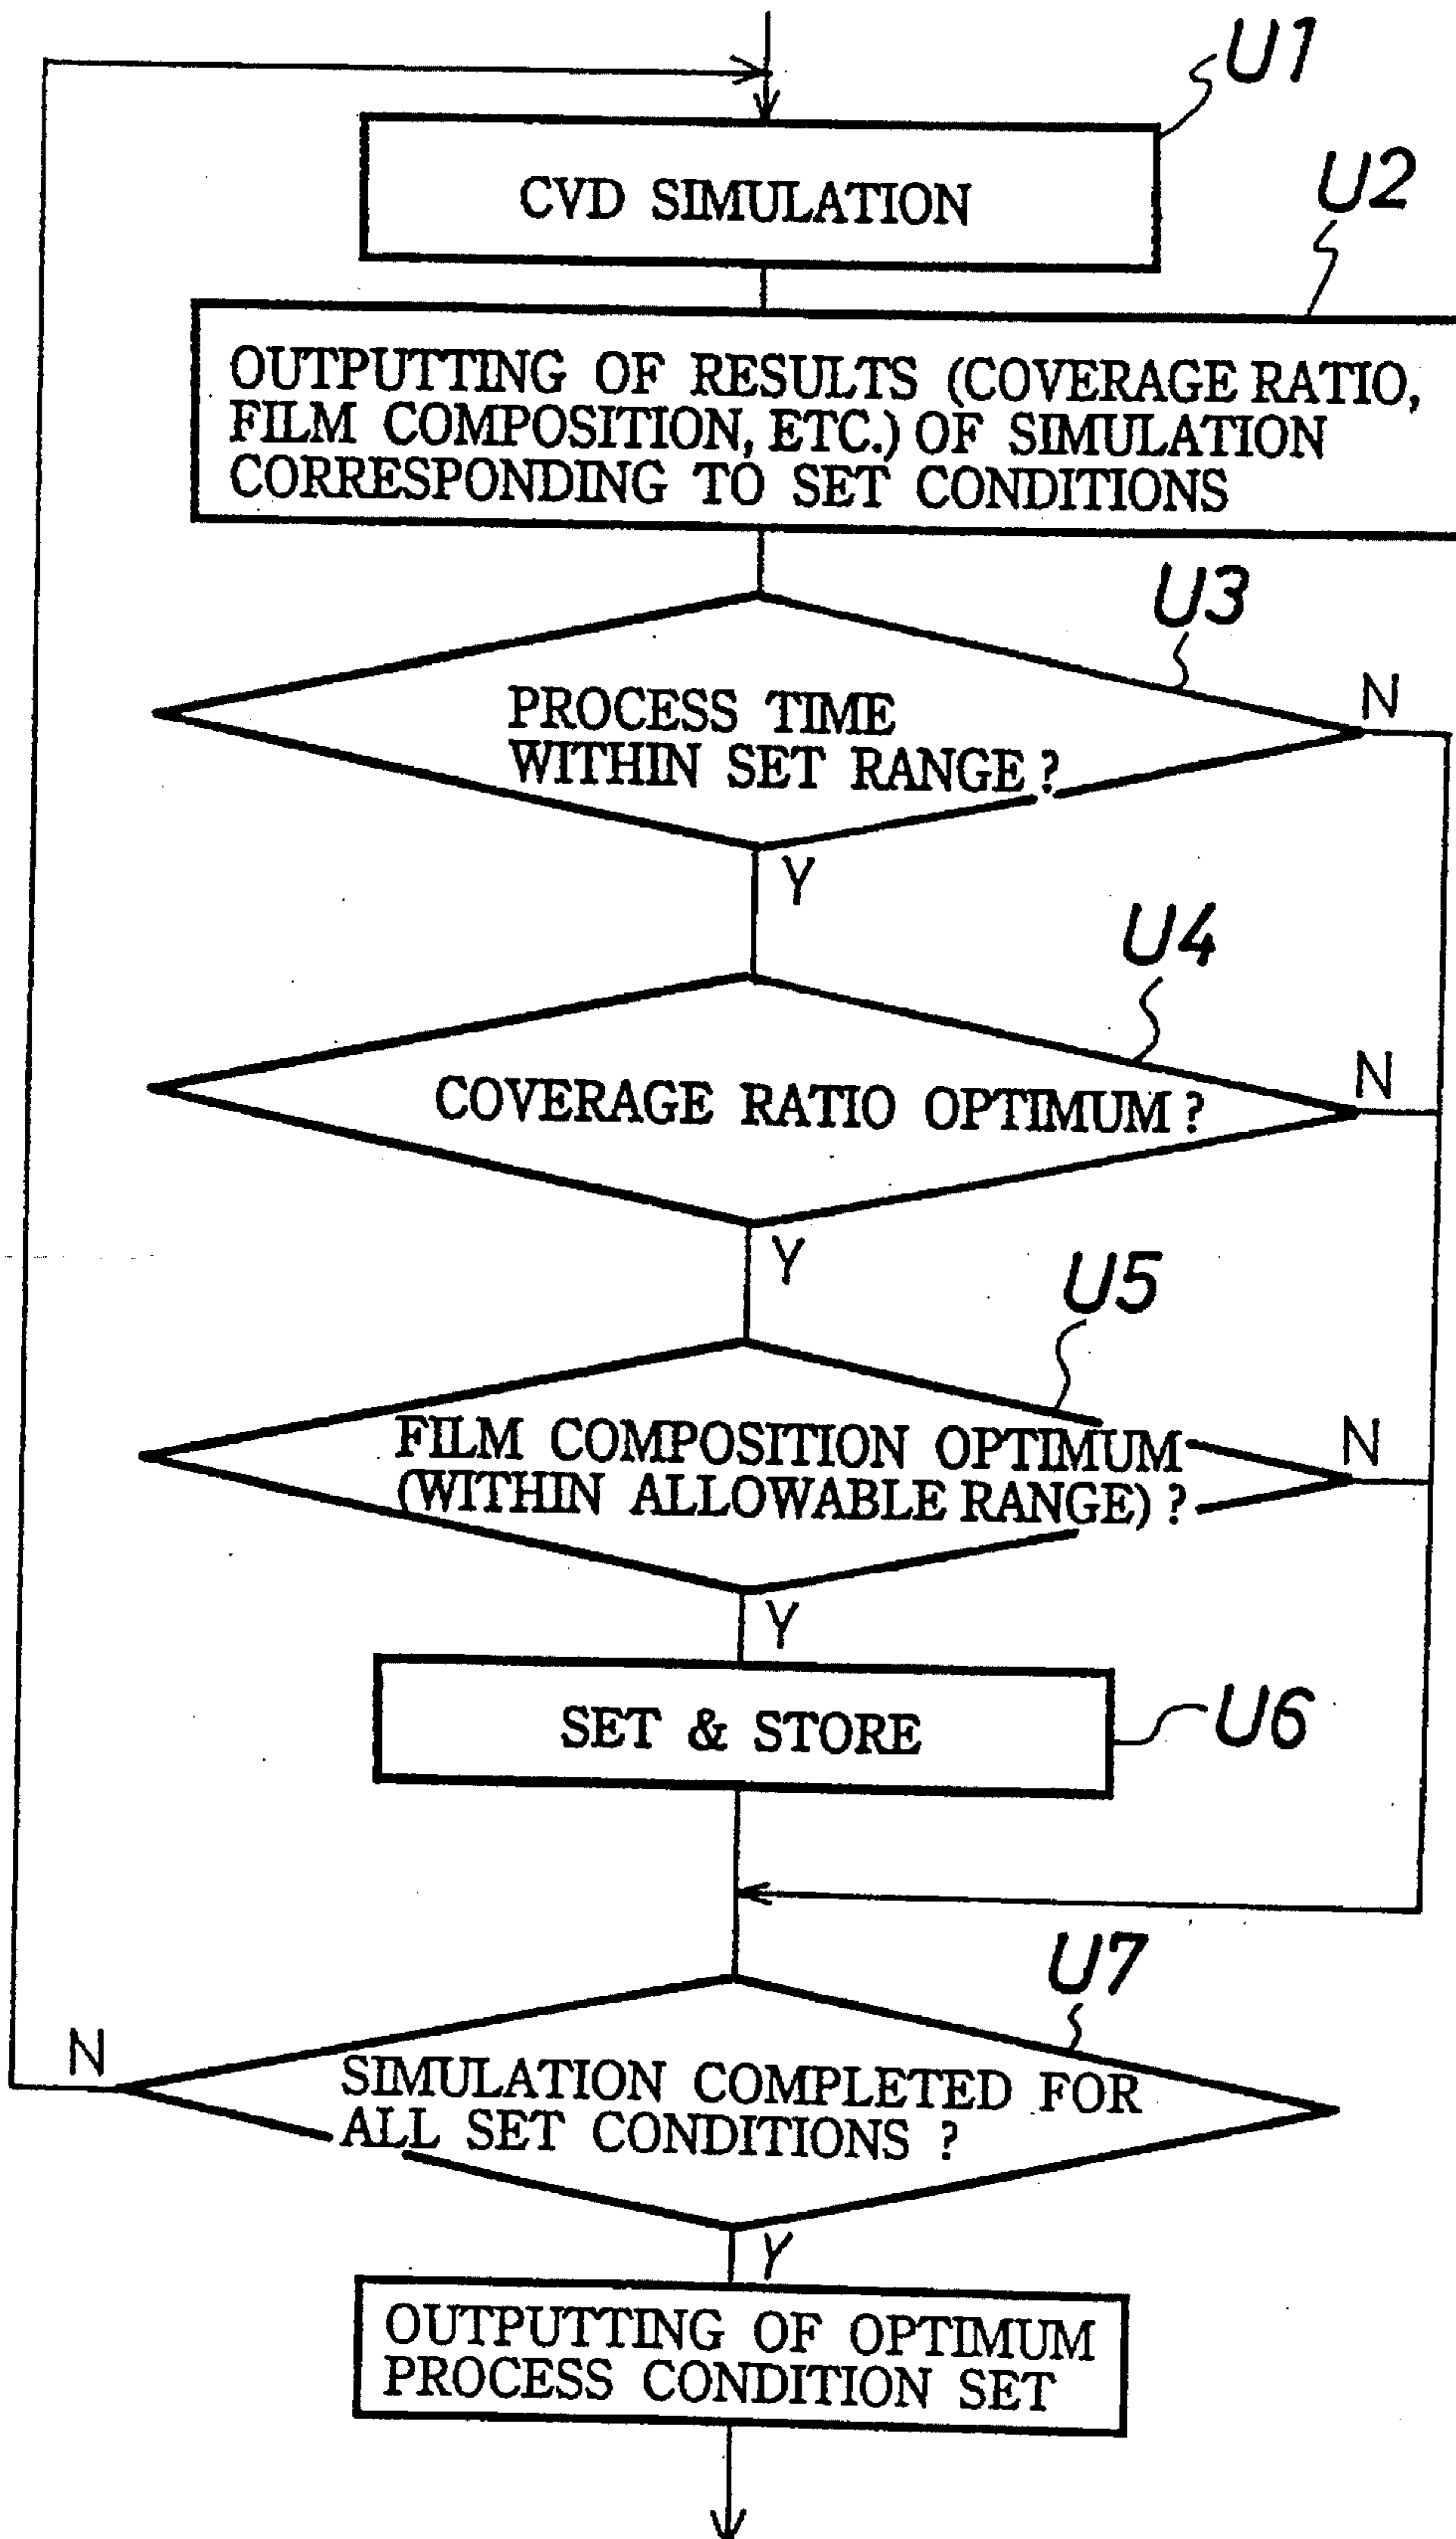 U1
CVD SIMULATION
U2
OUTPUTTING OF RESULTS (COVERAGE RATIO,
FILM COMPOSITION, ETC.) OF SIMULATION
CORRESPONDING TO SET CONDITIONS
U3
N
PROCESS TIME
WITHIN SET RANGE ?
Y
U4
N
COVERAGE RATIO OPTIMUM ?
Y
U5
N
FILM COMPOSITION OPTIMUM
(WITHIN ALLOWABLE RANGE) ?
Y
SET & STORE
U6
U7
N
SIMULATION COMPLETED FOR
ALL SET CONDITIONS ?
Y
OUTPUTTING OF OPTIMUM
PROCESS CONDITION SET